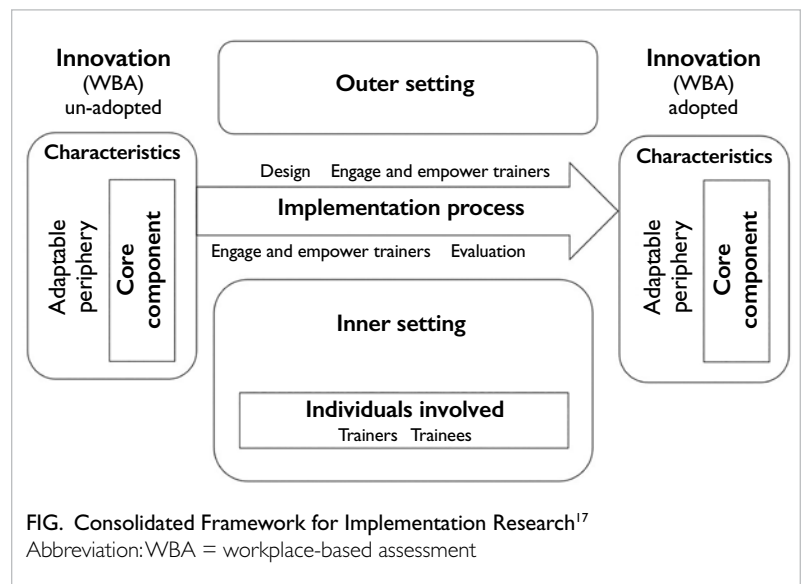 Innovation
(WBA)
un-adopted
Characteristics
Adaptable
periphery
Core
component
Outer setting
Design Engage and empower trainers
Implementation process
Engage and empower trainers Evaluation
Inner setting
Individuals involved
Trainers Trainees
Innovation
(WBA)
adopted
Characteristics
Adaptable
periphery
Core
component
FIG. Consolidated Framework for Implementation Research17
Abbreviation: WBA = workplace-based assessment